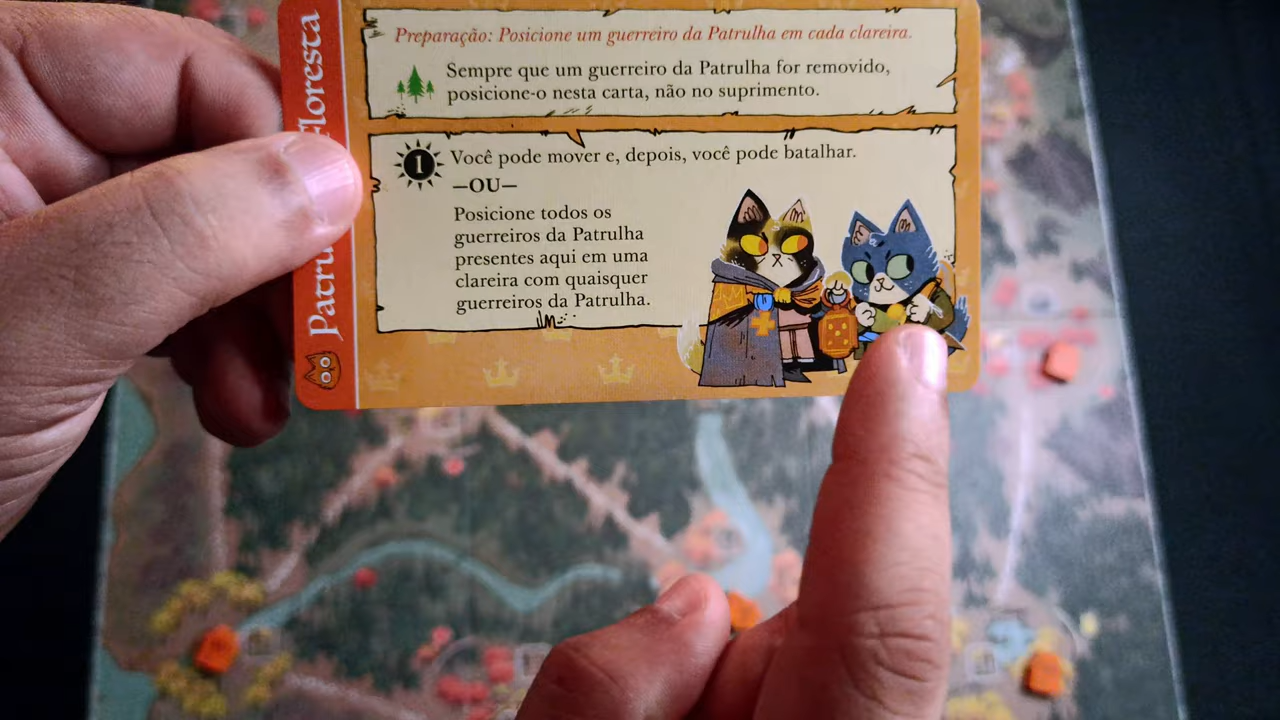 Floresta
Preparação: Posicione um guerreiro da Patrulha em cada clareira.
Sempre que um guerreiro da Patrulha for removido,
posicione-o nesta carta, não no suprimento.
1
Você pode mover e, depois, você pode batalhar.
—OU—
Posicione todos os
guerreiros da Patrulha
presentes aqui em uma
clareira com quaisquer
guerreiros da Patrulha.